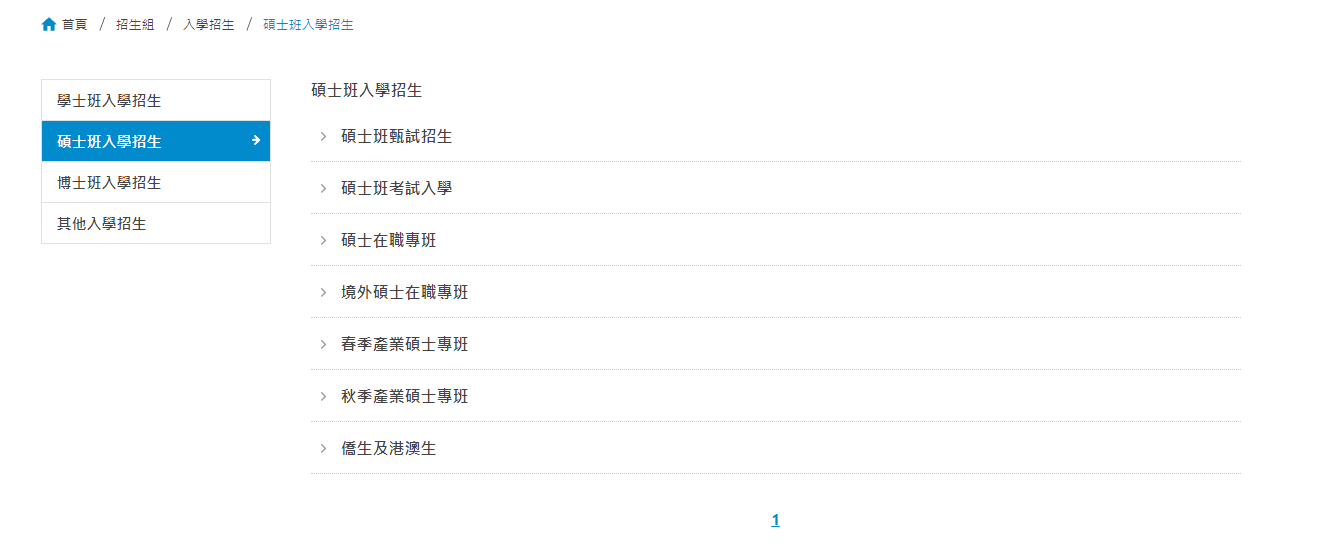 首頁 / 招生組 / 入學招生 / 碩士班入學招生
學士班入學招生
碩士班入學招生
博士班入學招生
其他入學招生
碩士班入學招生
碩士班甄試招生
碩士班考試入學
碩士在職專班
境外碩士在職專班
春季產業碩士專班
秋季產業碩士專班
僑生及港澳生
1